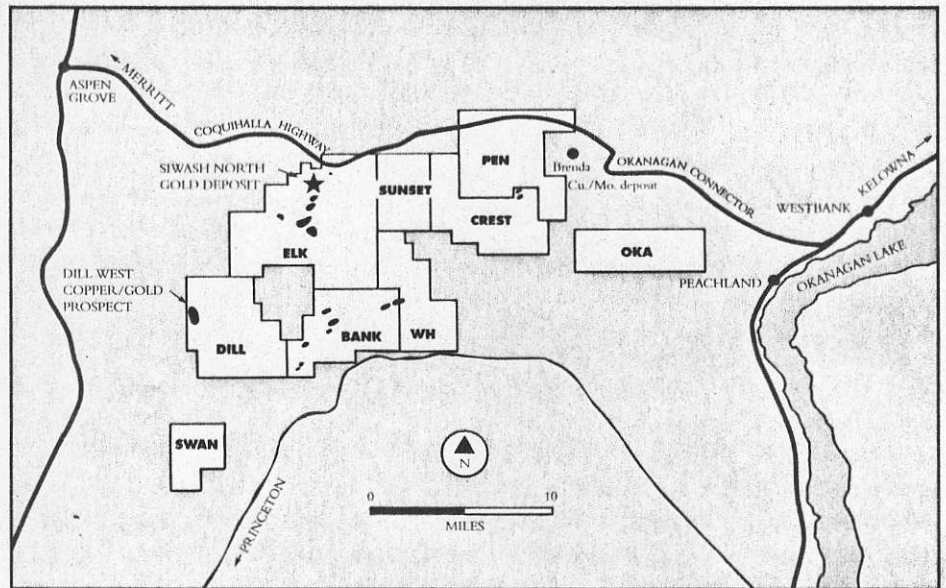 ASPEN
GROVE
MERRITT
COQUIHALLA HIGHWAY
SIWASH NORTH
GOLD DEPOSIT
SUNSET
PEN
Brenda
Cu./Mo. deposit
OKANAGAN CONNECTOR
KELOWNA
WESTBANK
CREST
ELK
OKA
PEACHLAND
OKANAGAN LAKE
DILL WEST
COPPER/GOLD
PROSPECT
DILL
BANK
WH
SWAN
N
0 10
MILES
PRINCETON